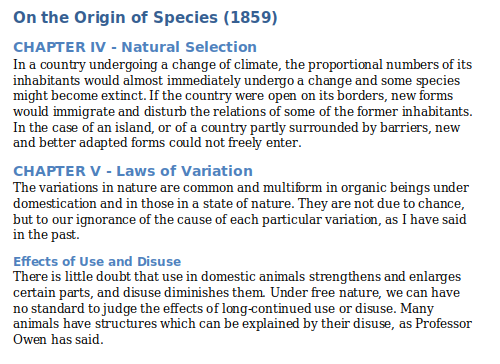 On the Origin of Species (1859)
CHAPTER IV - Natural Selection
In a country undergoing a change of climate, the proportional numbers of its
inhabitants would almost immediately undergo a change and some species
might become extinct. If the country were open on its borders, new forms
would immigrate and disturb the relations of some of the former inhabitants.
In the case of an island, or of a country partly surrounded by barriers, new
and better adapted forms could not freely enter.
CHAPTER V - Laws of Variation
The variations in nature are common and multiform in organic beings under
domestication and in those in a state of nature. They are not due to chance,
but to our ignorance of the cause of each particular variation, as I have said
in the past.
Effects of Use and Disuse
There is little doubt that use in domestic animals strengthens and enlarges
certain parts, and disuse diminishes them. Under free nature, we can have
no standard to judge the effects of long-continued use or disuse. Many
animals have structures which can be explained by their disuse, as Professor
Owen has said.